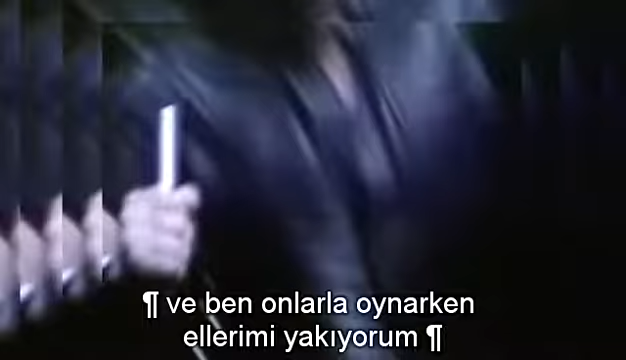 ¶ ve ben onlarla oynarken
ellerimi yakıyorum ¶